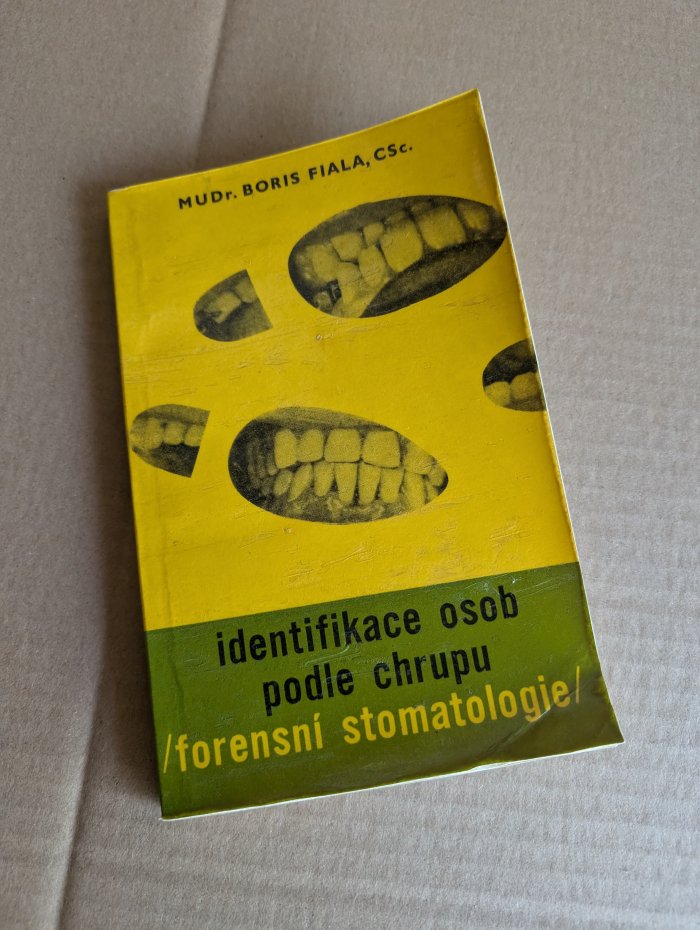 MUDr. BORIS FIALA, CSc.
identifikace osob
podle chrupu
/forensní stomatologie/